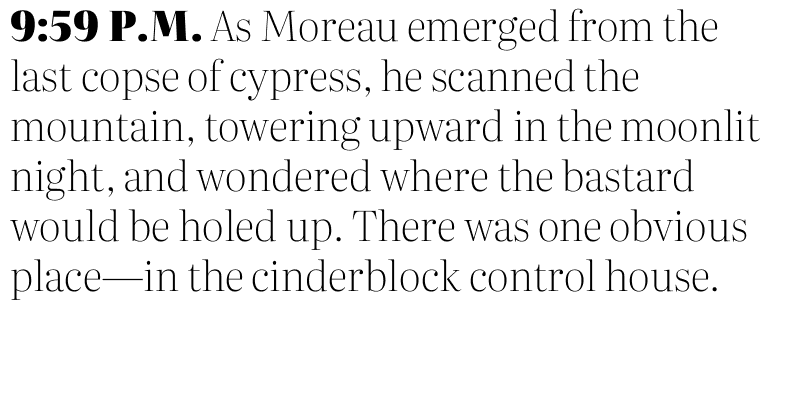 9:59 P.M. As Moreau emerged from the
last copse of cypress, he scanned the
mountain, towering upward in the moonlit
night, and wondered where the bastard
would be holed up. There was one obvious
place—in the cinderblock control house.